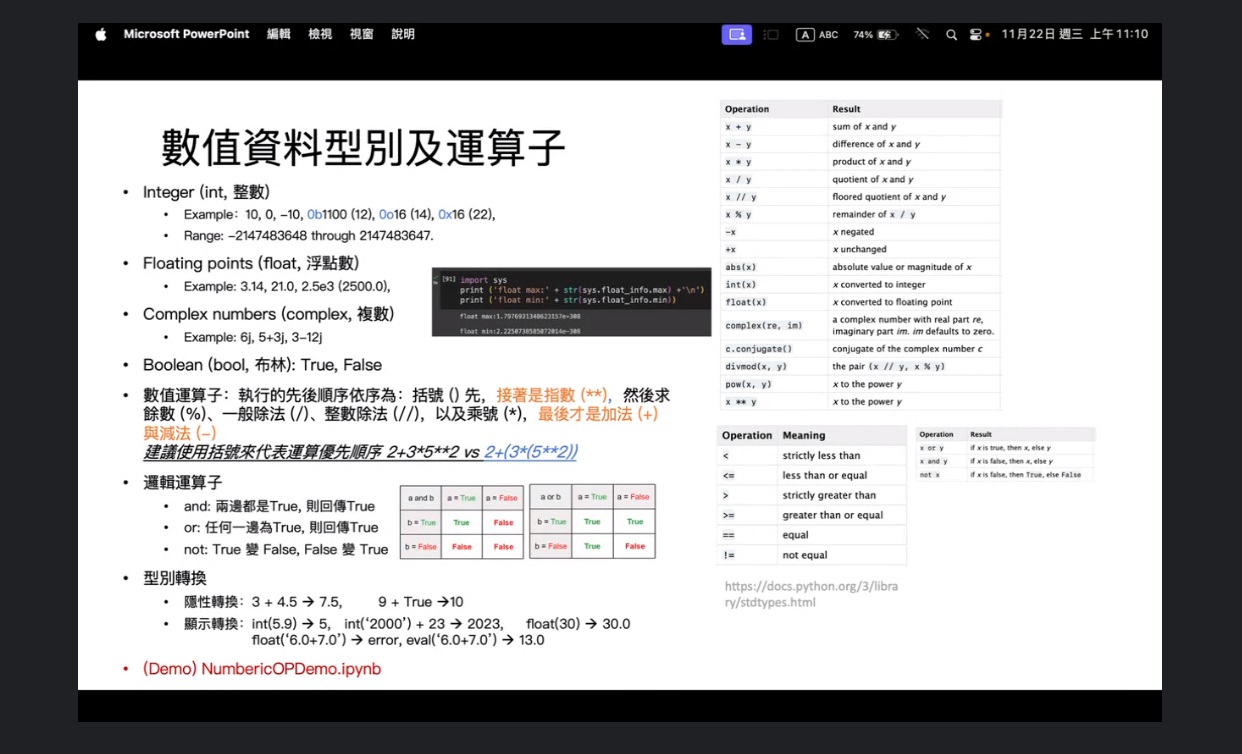 Microsoft PowerPoint 編輯 檢視 視窗 說明
A ABC 74% 11月22日 週三 上午11:10
數值資料型別及運算子
• Integer (int, 整數)
• Example：10, 0, –10, 0b1100 (12), 0o16 (14), 0x16 (22),
• Range: –2147483648 through 2147483647.
• Floating points (float, 浮點數)
• Example: 3.14, 21.0, 2.5e3 (2500.0),
[91] import sys
print ('float max:' + str(sys.float_info.max) +'\n')
print ('float min:' + str(sys.float_info.min))
float max:1.7976931348623157e+308
float min:2.2250738585072014e-308
• Complex numbers (complex, 複數)
• Example: 6j, 5+3j, 3–12j
• Boolean (bool, 布林): True, False
• 數值運算子：執行的先後順序依序為：括號 () 先，接著是指數 (**)，然後求
餘數 (%)、一般除法 (/)、整數除法 (//)，以及乘號 (*)，最後才是加法 (+)
與減法 (–)
建議使用括號來代表運算優先順序 2+3*5**2 vs 2+(3*(5**2))
• 邏輯運算子
• and: 兩邊都是True, 則回傳True
• or: 任何一邊為True, 則回傳True
• not: True 變 False, False 變 True
a and b a = True a = False
b = True True False
b = False False False
a or b a = True a = False
b = True True True
b = False True False
• 型別轉換
• 隱性轉換：3 + 4.5 → 7.5, 9 + True →10
• 顯示轉換：int(5.9) → 5, int(‘2000’) + 23 → 2023, float(30) → 30.0
float(‘6.0+7.0’) → error, eval(‘6.0+7.0’) → 13.0
• (Demo) NumbericOPDemo.ipynb
Operation Result
x + y sum of x and y
x - y difference of x and y
x * y product of x and y
x / y quotient of x and y
x // y floored quotient of x and y
x % y remainder of x / y
-x x negated
+x x unchanged
abs(x) absolute value or magnitude of x
int(x) x converted to integer
float(x) x converted to floating point
complex(re, im) a complex number with real part re,
imaginary part im. im defaults to zero.
c.conjugate() conjugate of the complex number c
divmod(x, y) the pair (x // y, x % y)
pow(x, y) x to the power y
x ** y x to the power y
Operation Meaning
< strictly less than
<= less than or equal
> strictly greater than
>= greater than or equal
== equal
!= not equal
Operation Result
x or y if x is true, then x, else y
x and y if x is false, then x, else y
not x if x is false, then True, else False
https://docs.python.org/3/libra
ry/stdtypes.html